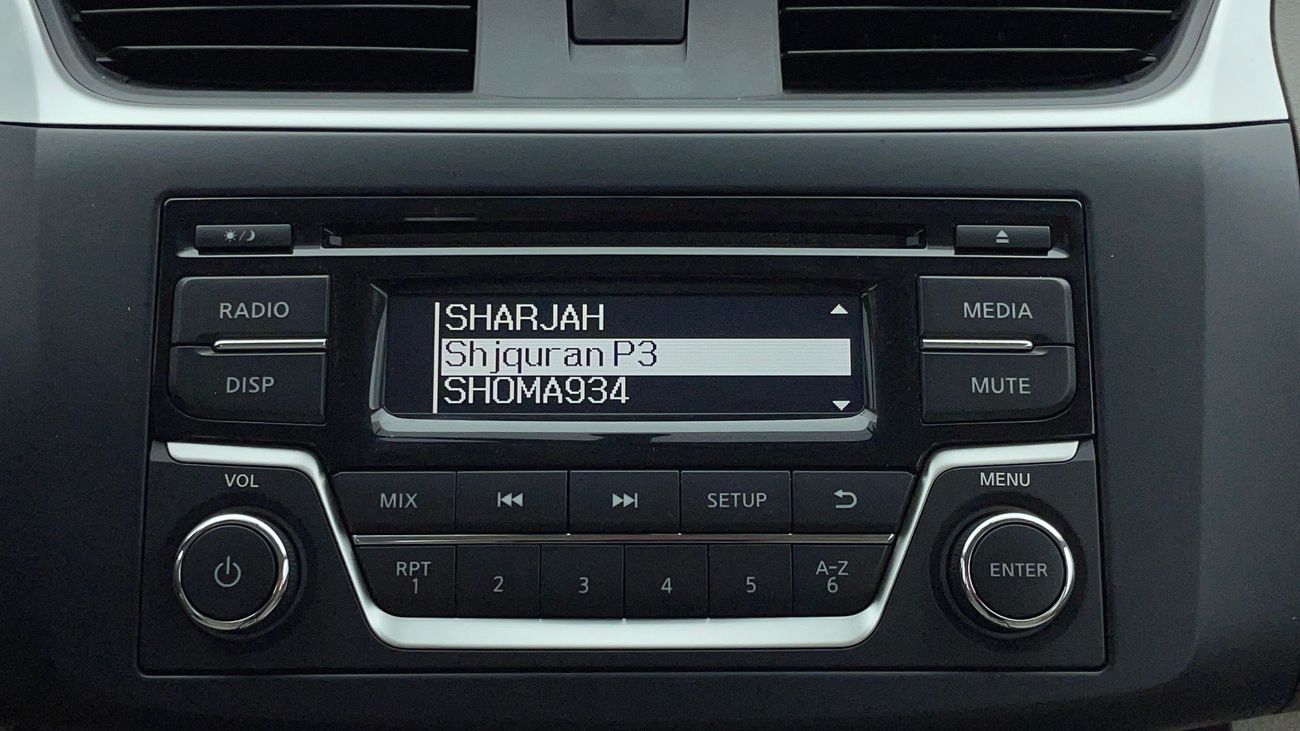 RADIO
MEDIA
SHARJAH
Shjquran P3
SHOMA934
DISP
MUTE
VOL
MENU
MIX
SETUP
ENTER
RPT
1
2
3
4
5
A-Z
6